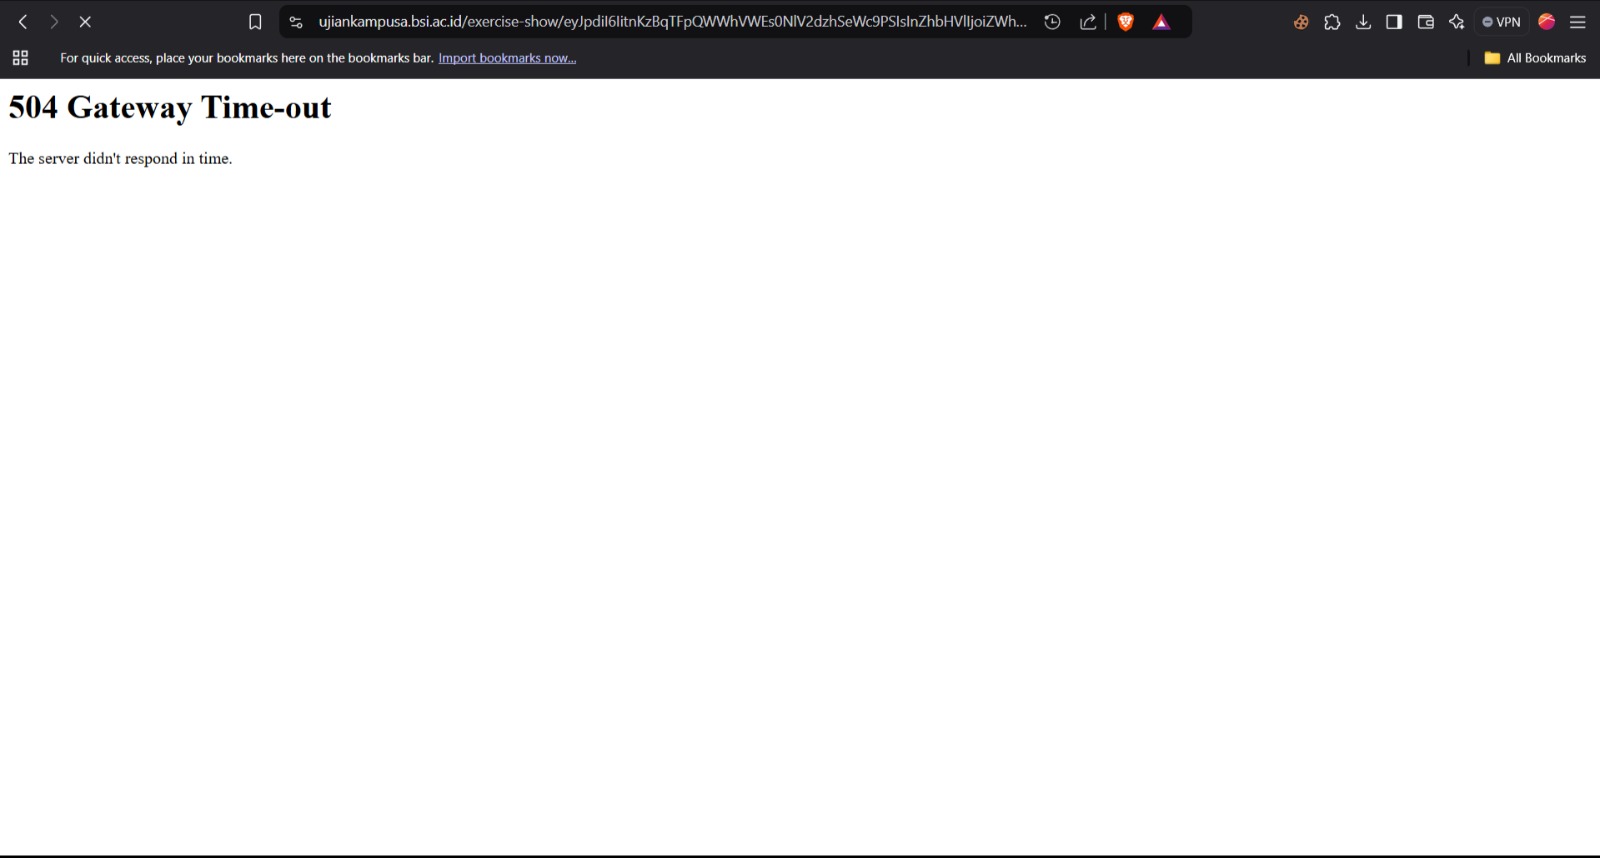 ujiankampusa.bsi.ac.id/exercise-show/eyJpdiI6IitnKzBqTFpQWWhVWEs0NlV2dzhSeWc9PSIsInZhbHVlIjoiZWh...
VPN
For quick access, place your bookmarks here on the bookmarks bar. Import bookmarks now...
All Bookmarks
504 Gateway Time-out
The server didn't respond in time.